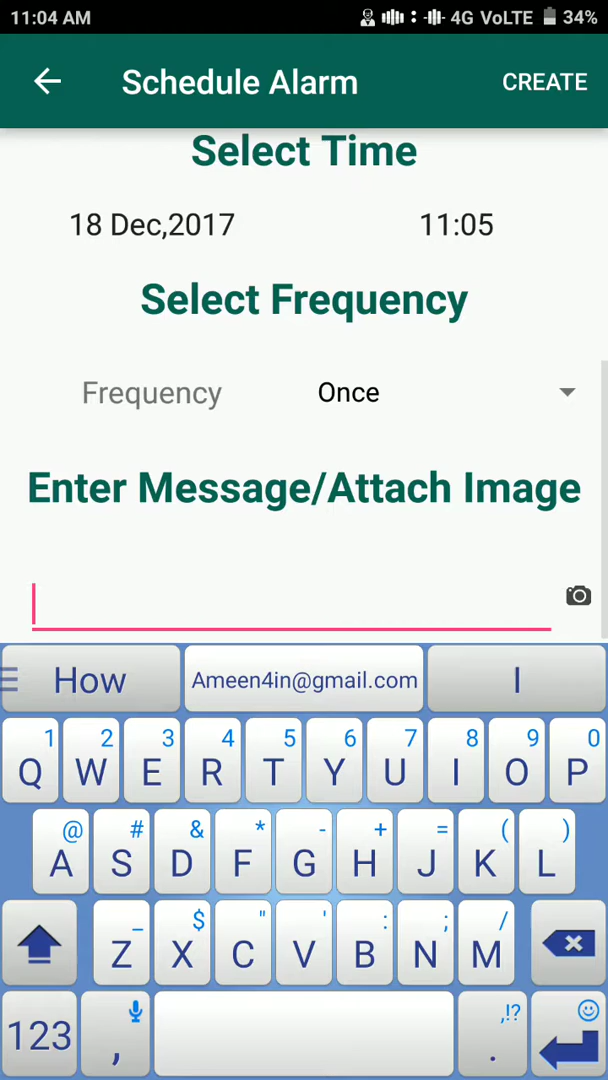 11:04 AM 4G VoLTE 34%
Schedule Alarm CREATE
Select Time
18 Dec,2017 11:05
Select Frequency
Frequency Once
Enter Message/Attach Image
How Ameen4in@gmail.com I
1 2 3 4 5 6 7 8 9 0
Q W E R T Y U I O P
@ # & * - + = ( )
A S D F G H J K L
_ $ " ' : ; /
Z X C V B N M
,!?
123 , .